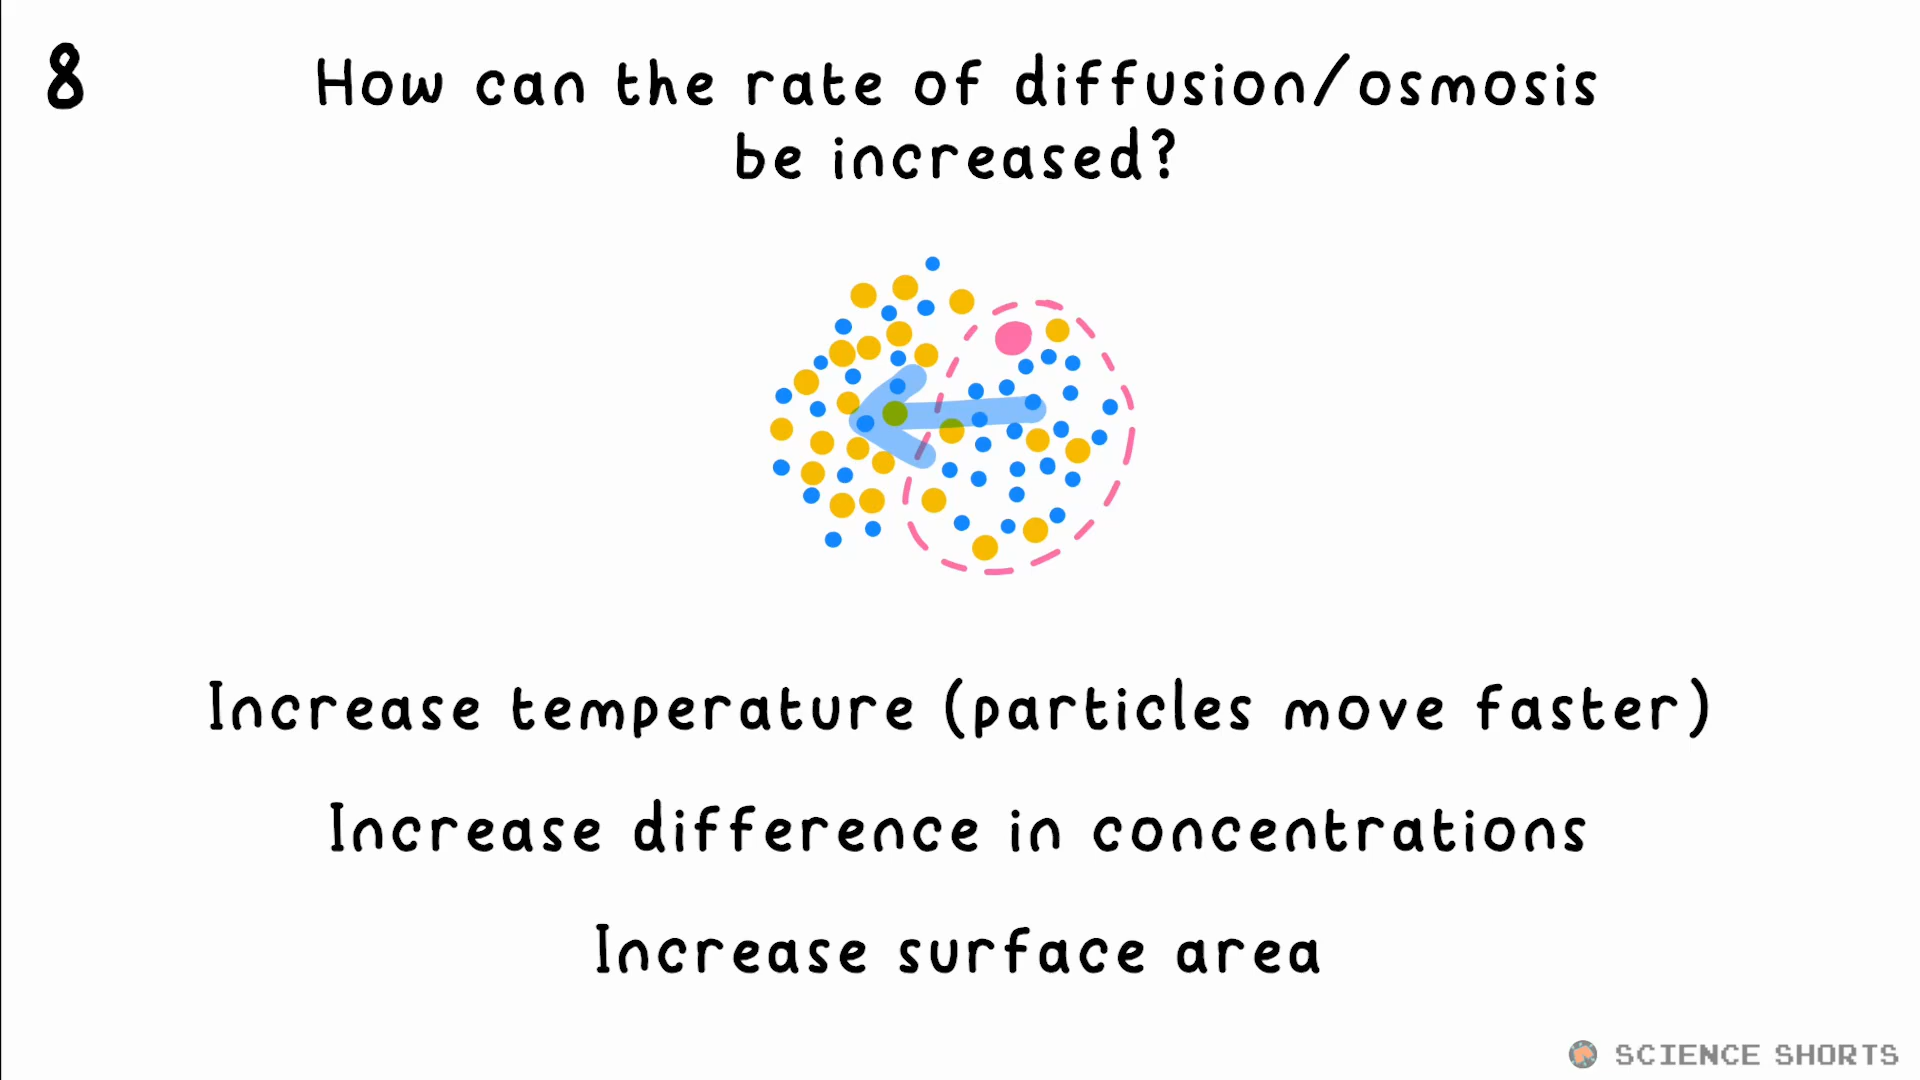 8
How can the rate of diffusion/osmosis
be increased?
Increase temperature (particles move faster)
Increase difference in concentrations
Increase surface area
SCIENCE SHORTS